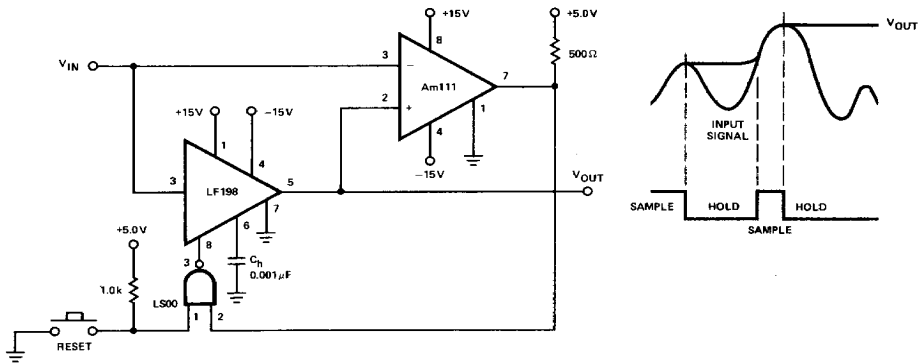 +15V
+5.0V
8
500Ω
V_IN
3
−
7
Am111
2
+
1
4
−15V
+15V
−15V
1
4
3
LF198
5
V_OUT
7
6
8
C_h
0.001μF
+5.0V
3
1.0k
LS00
1
2
RESET
V_OUT
INPUT
SIGNAL
SAMPLE
HOLD
HOLD
SAMPLE